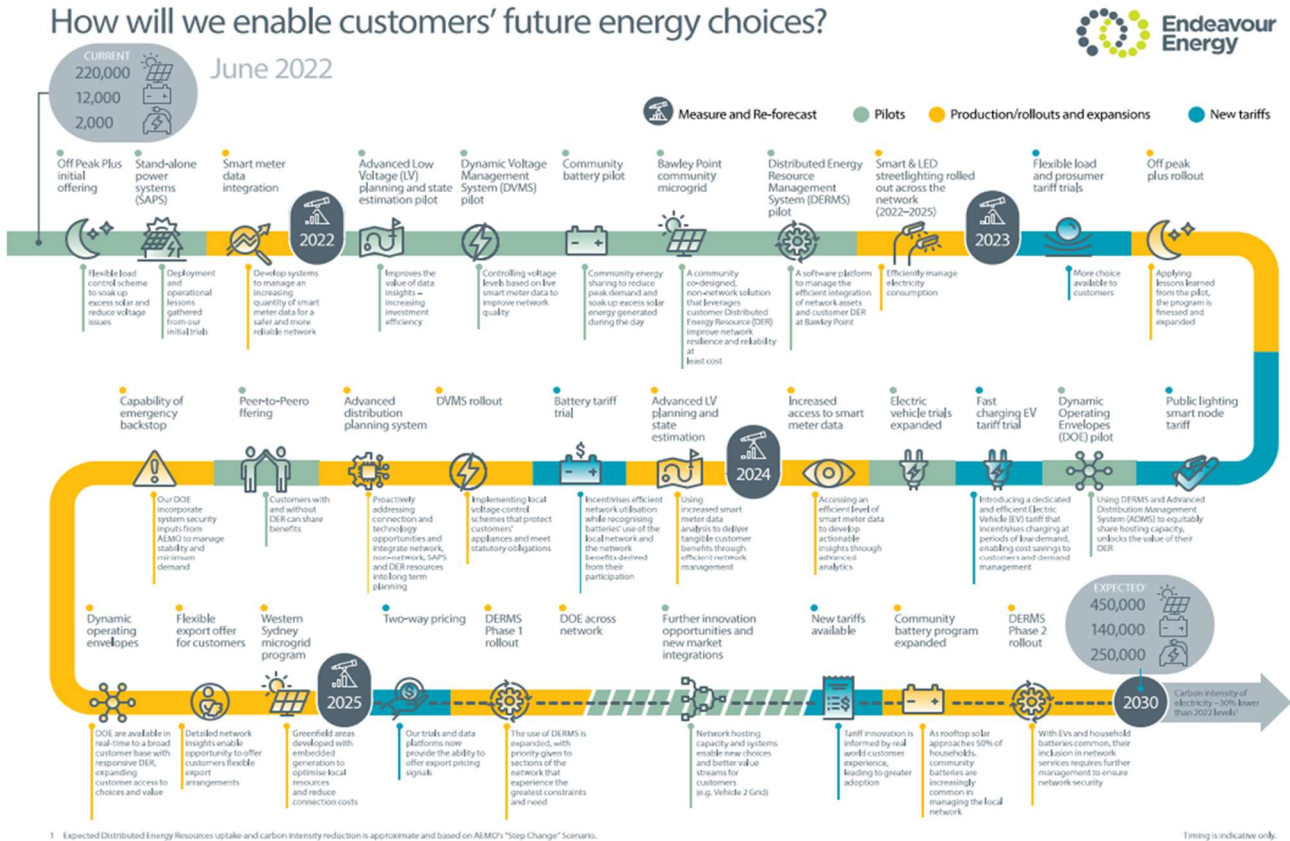 How will we enable customers' future energy choices?
Endeavour
Energy
June 2022
CURRENT
220,000
12,000
2,000
Measure and Re-forecast
Pilots
Production/rollouts and expansions
New tariffs
Off Peak Plus
initial
offering
Stand-alone
power
systems
(SAPS)
Smart meter
data
integration
Advanced Low
Voltage (LV)
planning and state
estimation pilot
Dynamic Voltage
Management
System (DVMS)
pilot
Community
battery pilot
Bawley Point
community
microgrid
Distributed Energy
Resource
Management
System (DERMS)
pilot
Smart & LED
streetlighting rolled
out across the
network
(2022–2025)
Flexible load
and prosumer
tariff trials
Off peak
plus rollout
2022
2023
Flexible load
control scheme
to soak up
excess solar and
reduce voltage
issues
Deployment
and
operational
lessons
gathered
from our
initial trials
Develop systems
to manage an
increasing
quantity of smart
meter data for a
safer and more
reliable network
Improves the
value of data
insights –
increasing
investment
efficiency
Controlling voltage
levels based on live
smart meter data to
improve network
quality
Community energy
sharing to reduce
peak demand and
soak up excess solar
energy generated
during the day
A community
co-designed,
non-network solution
that leverages
customer Distributed
Energy Resource (DER)
improve network
resilience and reliability
at
least cost
A software platform
to manage the
efficient integration
of network assets
and customer DER
at Bawley Point
Efficiently manage
electricity
consumption
More choice
available to
customers
Applying
lessons learned
from the pilot,
the program is
finessed and
expanded
Capability of
emergency
backstop
Peer-to-Peero
ffering
Advanced
distribution
planning system
DVMS rollout
Battery tariff
trial
Advanced LV
planning and
state
estimation
Increased
access to smart
meter data
Electric
vehicle trials
expanded
Fast
charging EV
tariff trial
Dynamic
Operating
Envelopes
(DOE) pilot
Public lighting
smart node
tariff
2024
Our DOE
incorporate
system security
inputs from
AEMO to manage
stability and
minimum
demand
Customers with
and without
DER can share
benefits
Proactively
addressing
connection and
technology
opportunities and
integrate network,
non-network, SAPS
and DER resources
into long term
planning
Implementing local
voltage control
schemes that protect
customers'
appliances and meet
statutory obligations
Incentivises efficient
network utilisation
while recognising
batteries' use of the
local network and
the network
benefits derived
from their
participation
Using
increased smart
meter data
analysis to deliver
tangible customer
benefits through
efficient network
management
Accessing an
efficient level of
smart meter data
to develop
actionable
insights through
advanced
analytics
Introducing a dedicated
and efficient Electric
Vehicle (EV) tariff that
incentivises charging at
periods of low demand,
enabling cost savings to
customers and demand
management
Using DERMS and Advanced
Distribution Management
System (ADMS) to equitably
share hosting capacity,
unlocks the value of their
DER
EXPECTED¹
450,000
140,000
250,000
Dynamic
operating
envelopes
Flexible
export offer
for customers
Western
Sydney
microgrid
program
Two-way pricing
DERMS
Phase 1
rollout
DOE across
network
Further innovation
opportunities and
new market
integrations
New tariffs
available
Community
battery program
expanded
DERMS
Phase 2
rollout
2025
2030
Carbon intensity of
electricity ~30% lower
than 2022 levels¹
DOE are available in
real-time to a broad
customer base with
responsive DER,
expanding
customer access to
choices and value
Detailed network
insights enable
opportunity to offer
customers flexible
export
arrangements
Greenfield areas
developed with
embedded
generation to
optimise local
resources
and reduce
connection costs
Our trials and data
platforms now
provide the ability to
offer export pricing
signals
The use of DERMS is
expanded, with
priority given to
sections of the
network that
experience the
greatest constraints
and need
Network hosting
capacity and systems
enable new choices
and better value
streams for
customers
(e.g. Vehicle 2 Grid)
Tariff innovation is
informed by real
world customer
experience,
leading to greater
adoption
As rooftop solar
approaches 50% of
households,
community
batteries are
increasingly
common in
managing the local
network
With EVs and household
batteries common, their
inclusion in network
services requires further
management to ensure
network security
1 Expected Distributed Energy Resources uptake and carbon intensity reduction is approximate and based on AEMO's "Step Change" Scenario.
Timing is indicative only.